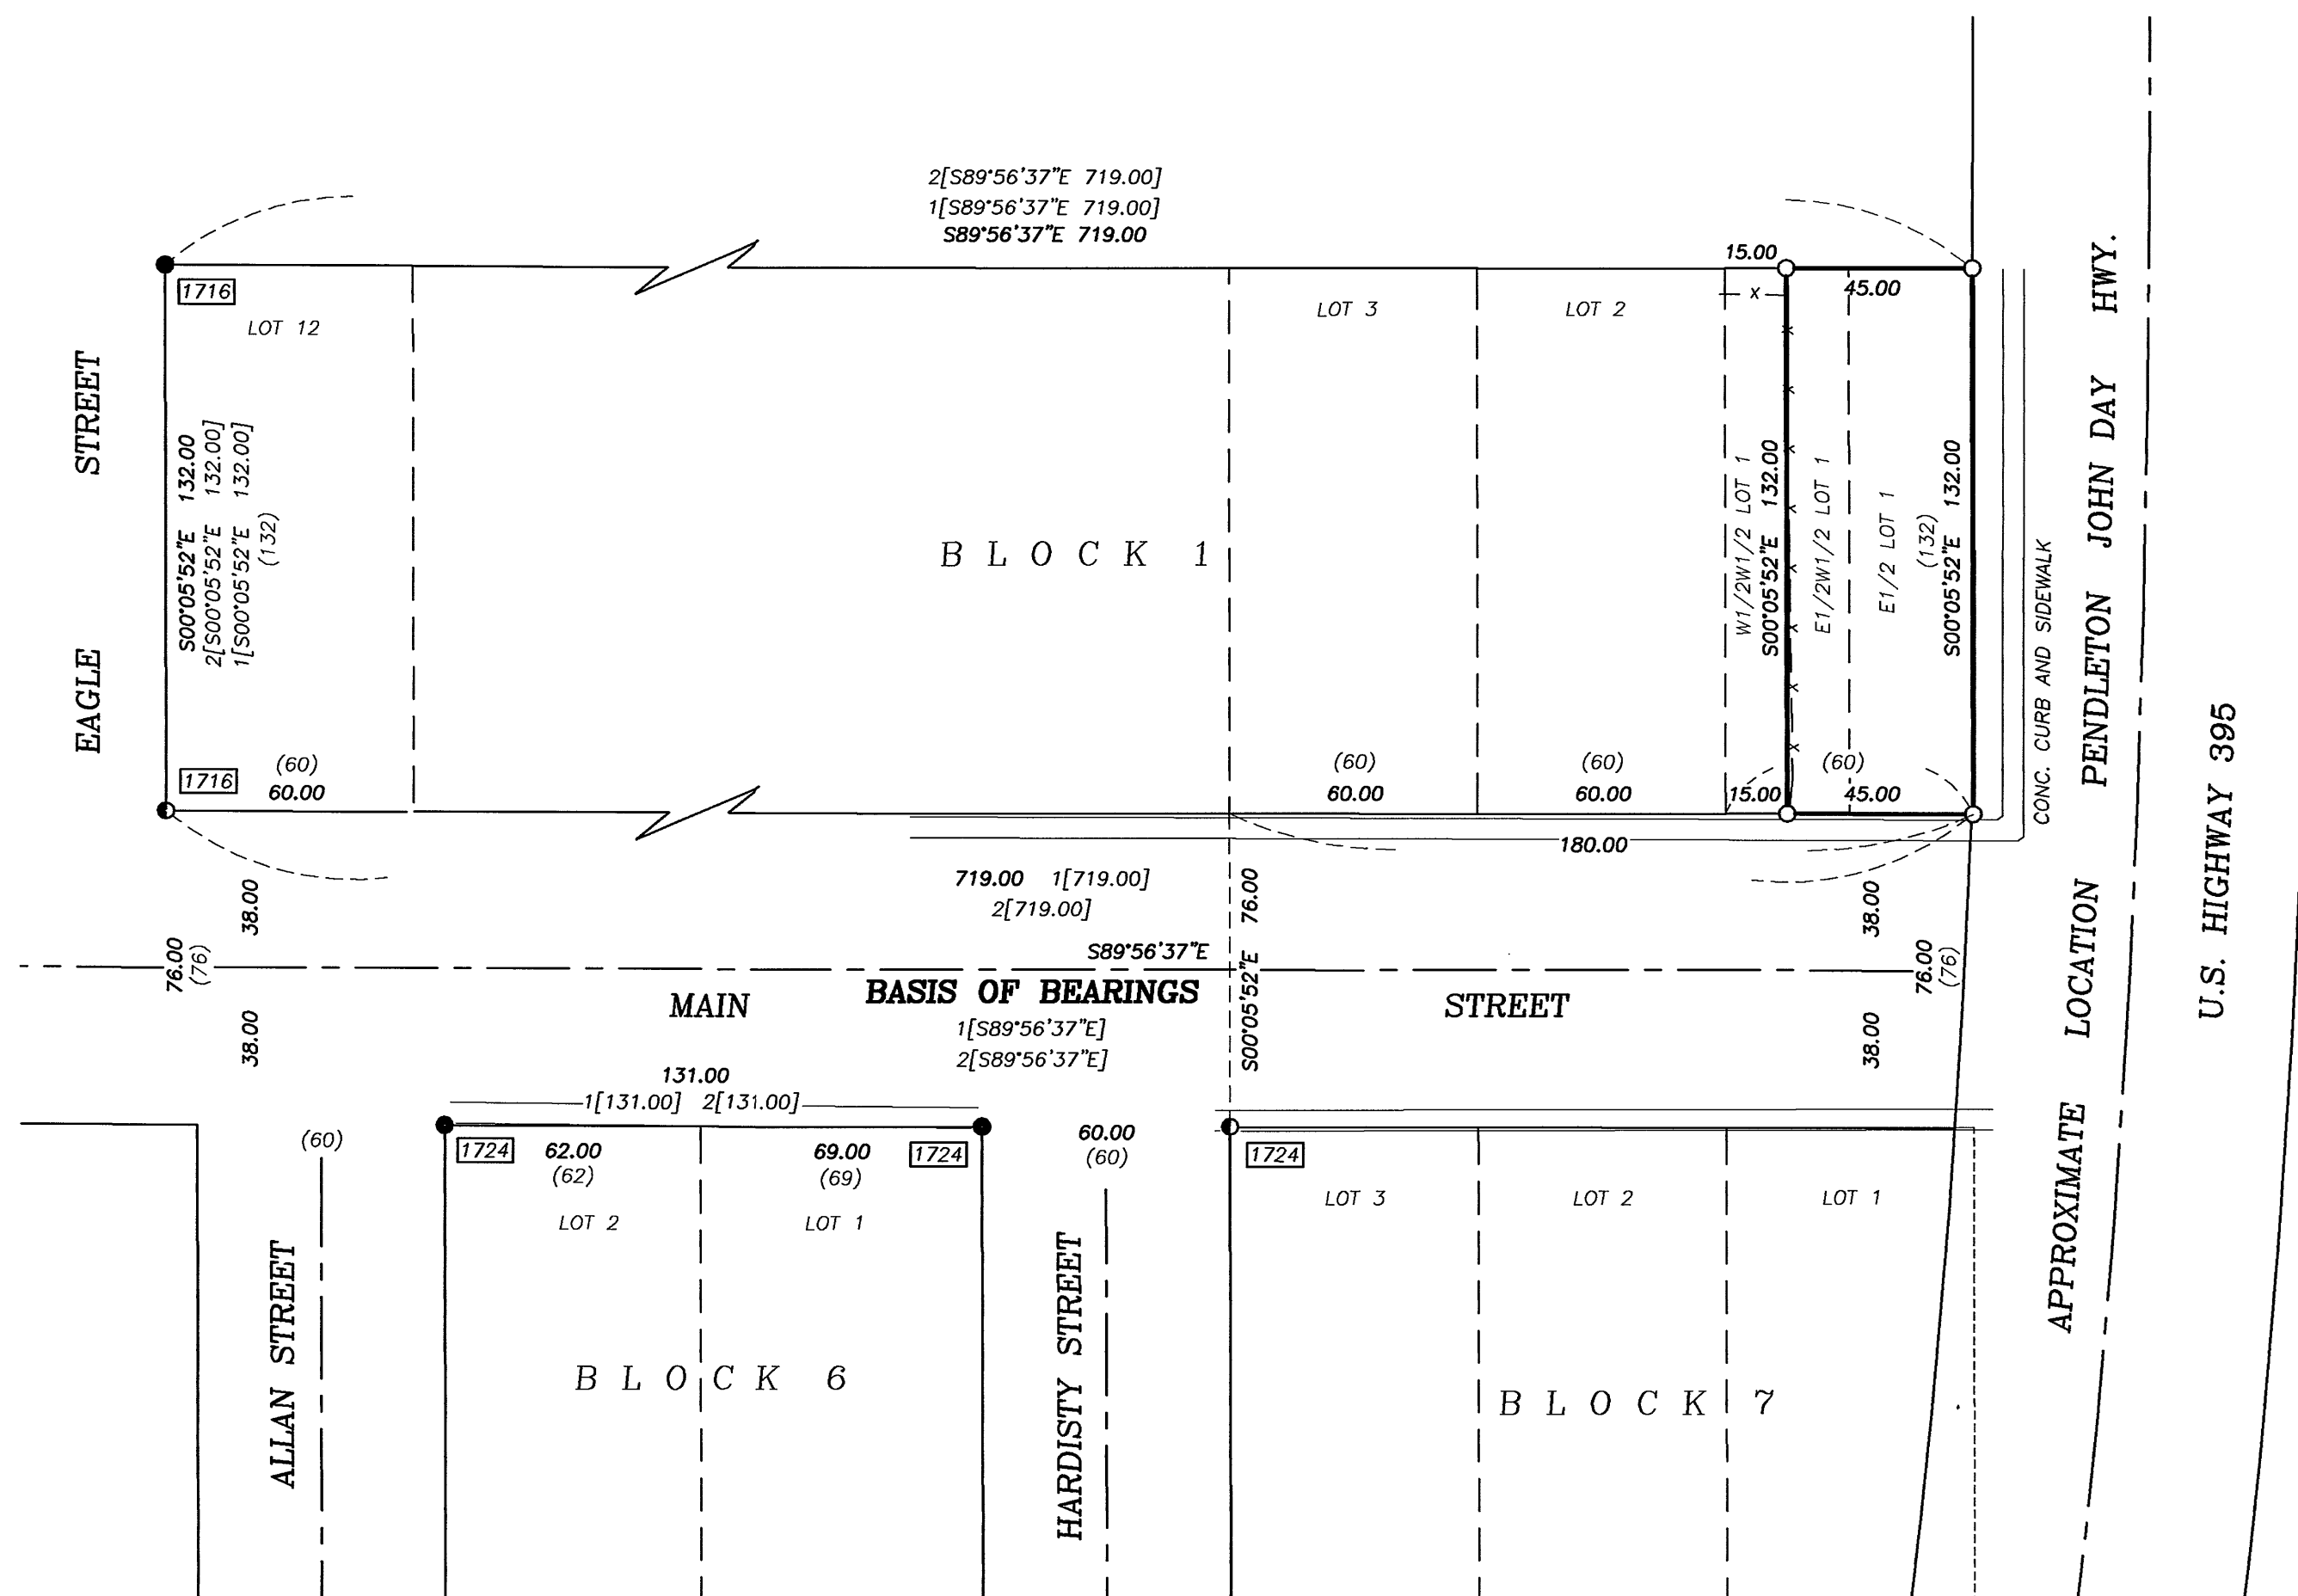 2[S89°56'37"E 719.00]
1[S89°56'37"E 719.00]
S89°56'37"E 719.00
15.00
45.00
1716
LOT 12
LOT 3
LOT 2
x
EAGLE STREET
S00°05'52"E 132.00
2[S00°05'52"E 132.00]
1[S00°05'52"E 132.00]
(132)
BLOCK 1
W1/2W1/2 LOT 1
S00°05'52"E 132.00
E1/2W1/2 LOT 1
E1/2 LOT 1
(132)
S00°05'52"E 132.00
CONC. CURB AND SIDEWALK
PENDLETON JOHN DAY HWY.
APPROXIMATE LOCATION
U.S. HIGHWAY 395
1716
(60)
60.00
(60)
60.00
(60)
60.00
(60)
15.00
45.00
180.00
719.00 1[719.00]
2[719.00]
38.00
76.00
(76)
38.00
S00°05'52"E 76.00
38.00
76.00
(76)
38.00
S89°56'37"E
BASIS OF BEARINGS
MAIN STREET
1[S89°56'37"E]
2[S89°56'37"E]
131.00
1[131.00] 2[131.00]
(60)
1724
62.00
(62)
69.00
(69)
1724
60.00
(60)
1724
LOT 2
LOT 1
LOT 3
LOT 2
LOT 1
ALLAN STREET
BLOCK 6
HARDISTY STREET
BLOCK 7